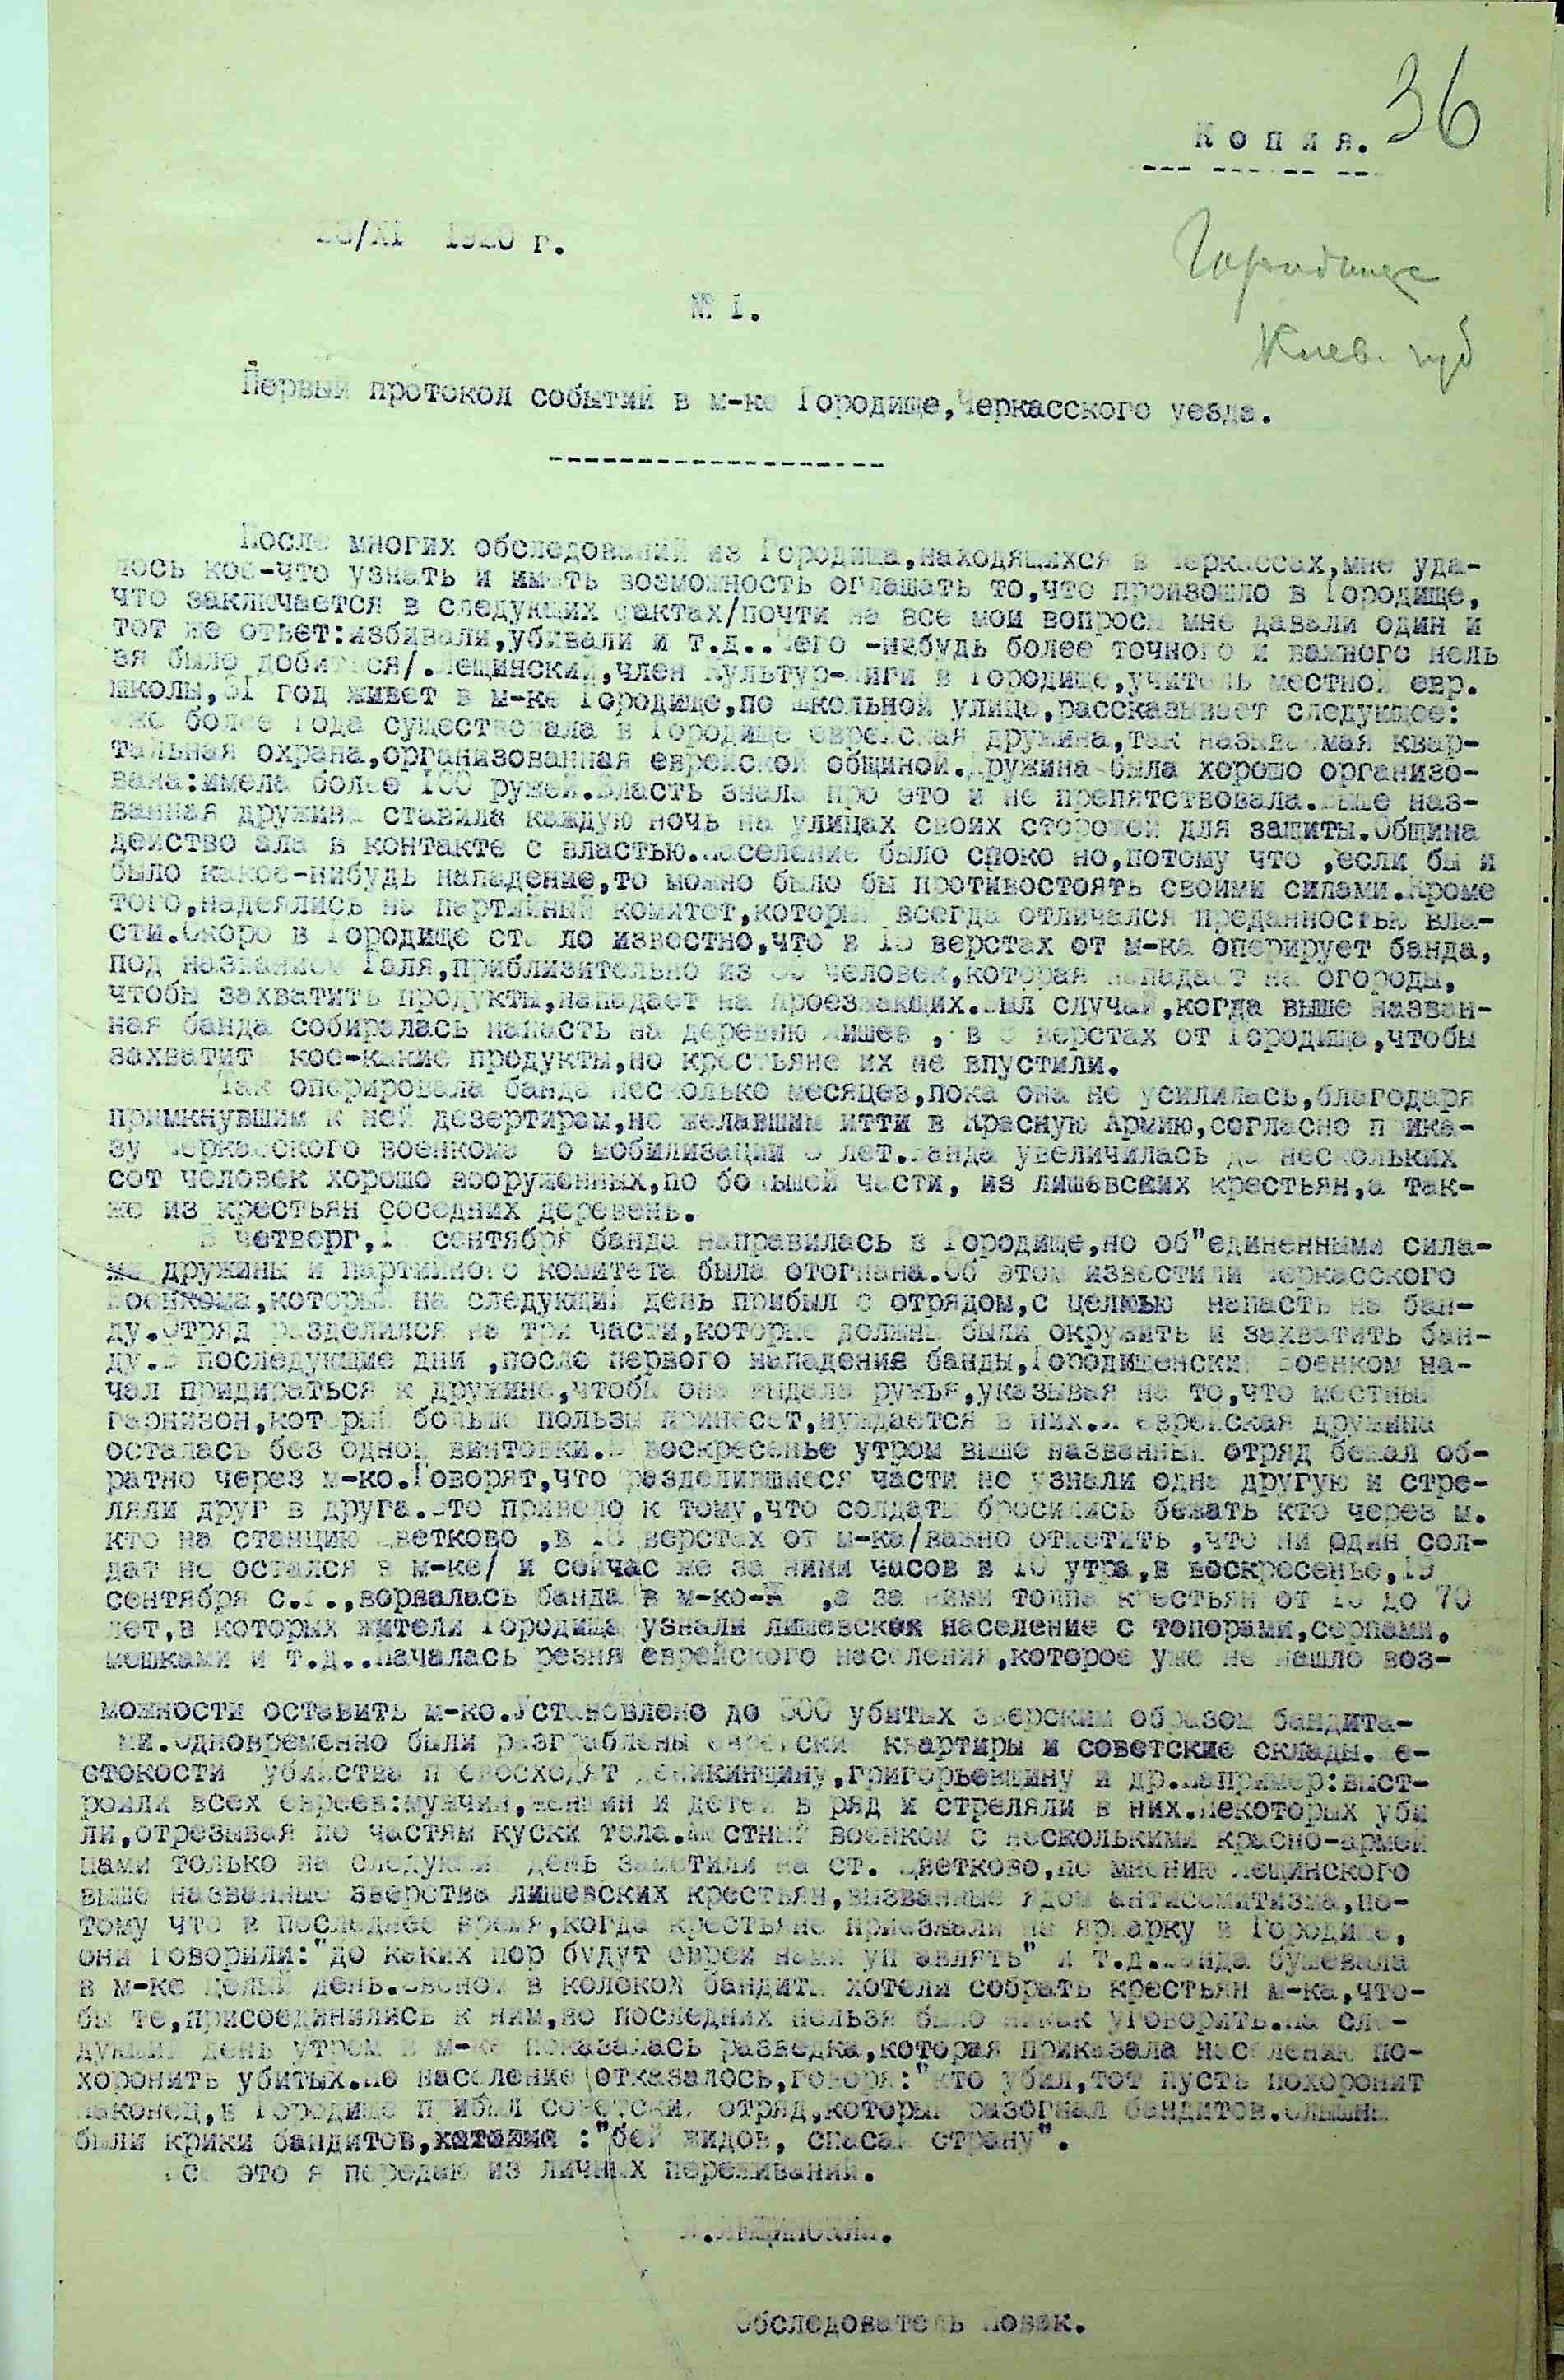 36
К о п и я.
/XI 1920 г.
Городище
Киев. губ
№ 1.
Первый протокол событий в м-ке Городище,Черкасского уезда.
После многих обследований из Городища,находящихся в Черкассах,мне уда-
лось кое-что узнать и иметь возможность оглашать то,что произошло в Городище,
что заключается в следующих фактах/почти на все мои вопросы мне давали один и
тот же ответ:избивали,убивали и т.д..Чего -нибудь более точного и важного нель
зя было добиться/.Лещинский,член Культур-Лиги в Городище,учитель местной евр.
школы, год живет в м-ке Городище,по школьной улице,рассказывает следующее:
же более года существовала в Городище еврейская дружина,так называемая квар-
тальная охрана,организованная еврейской общиной.Дружина была хорошо организо-
вана:имела более 100 ружей.Власть знала про это и не препятствовала.Выше наз-
ванная дружина ставила каждую ночь на улицах своих сторожей для защиты.Община
действо ала в контакте с властью.Население было споко но,потому что ,если бы и
было какое-нибудь нападение,то можно было бы противостоять своими силами.Кроме
того,надеялись на партийный комитет,который всегда отличался преданностью вла-
сти.Скоро в Городище ста ло известно,что в 15 верстах от м-ка оперирует банда,
под названием Галя,приблизительно из человек,которая нападает на огороды,
чтобы захватить продукты,нападает на проезжающих.Был случай,когда выше назван-
ная банда собиралась напасть на деревню , в верстах от Городища,чтобы
захватит кое-какие продукты,но крестьяне их не впустили.
Так оперировала банда несколько месяцев,пока она не усилилась,благодаря
примкнувшим к ней дезертирам,не желавшим итти в Красную Армию,согласно прика-
зу Черкасского военкома о мобилизации лет.Банда увеличилась до нескольких
сот человек хорошо вооруженных,по большей части, из лишевских крестьян,а так-
же из крестьян соседних деревень.
В четверг, сентября банда направилась в Городище,но об"единенными сила-
ми дружины и партийного комитета была отогнана.Об этом известили Черкасского
военкома,который на следующий день прибыл с отрядом,с целью напасть на бан-
ду.Отряд разделился на три части,которые должны были окружить и захватить бан-
ду.В последующие дни ,после первого нападения банды,Городищенский военком на-
чал придираться к дружине,чтобы она выдала ружья,указывая на то,что местный
гарнизон,который больше пользы принесет,нуждается в них.И еврейская дружина
осталась без одной винтовки.В воскресенье утром выше названный отряд бежал об-
ратно через м-ко.Говорят,что разделившиеся части не узнали одна другую и стре-
ляли друг в друга.Это привело к тому,что солдаты бросились бежать кто через м.
кто на станцию Цветково ,в верстах от м-ка/важно отметить ,что ни один сол-
дат не остался в м-ке/ и сейчас же за ними часов в 10 утра,в воскресенье,19
сентября с.г.,ворвалась банда в м-ко ,а за ними толпа крестьян от до 70
лет,в которых жители Городища узнали лишевская население с топорами,серпами,
мешками и т.д..Началась резня еврейского населения,которое уже не нашло воз-
можности оставить м-ко.Установлено до убитых зверским образом бандита-
ми.Одновременно были разграблены еврейски квартиры и советские склады.Же-
стокости убийства превосходят деникинщину,григорьевщину и др.Например:выст-
роили всех евреев:мужчин,женщин и детей в ряд и стреляли в них.Некоторых уби
ли,отрезывая по частям куски тела.Местный военком с несколькими красно-армей
цами только на следующий день заметили на ст. Цветково,по мнению Лещинского
выше названные зверства лишевских крестьян,вызванные ядом антисемитизма,по-
тому что в последнее время,когда крестьяне приезжали на ярмарку в Городище,
они говорили:"до каких пор будут евреи нами уп авлять" и т.д.Банда бушевала
в м-ке целый день.Звоном в колокол бандиты хотели собрать крестьян м-ка,что-
бы те,присоединились к ним,но последних нельзя было никак уговорить.На сле-
дующий день утром в м-ке показалась разведка,которая приказала населению по-
хоронить убитых.Но население отказалось,говоря:"кто убил,тот пусть похоронит
Наконец,в Городище прибыл советский отряд,который разогнал бандитов.Слышны
были крики бандитов, :"бей жидов, спасай страну".
Все это я передаю из личных переживаний.
Лещинский.
Обследователь